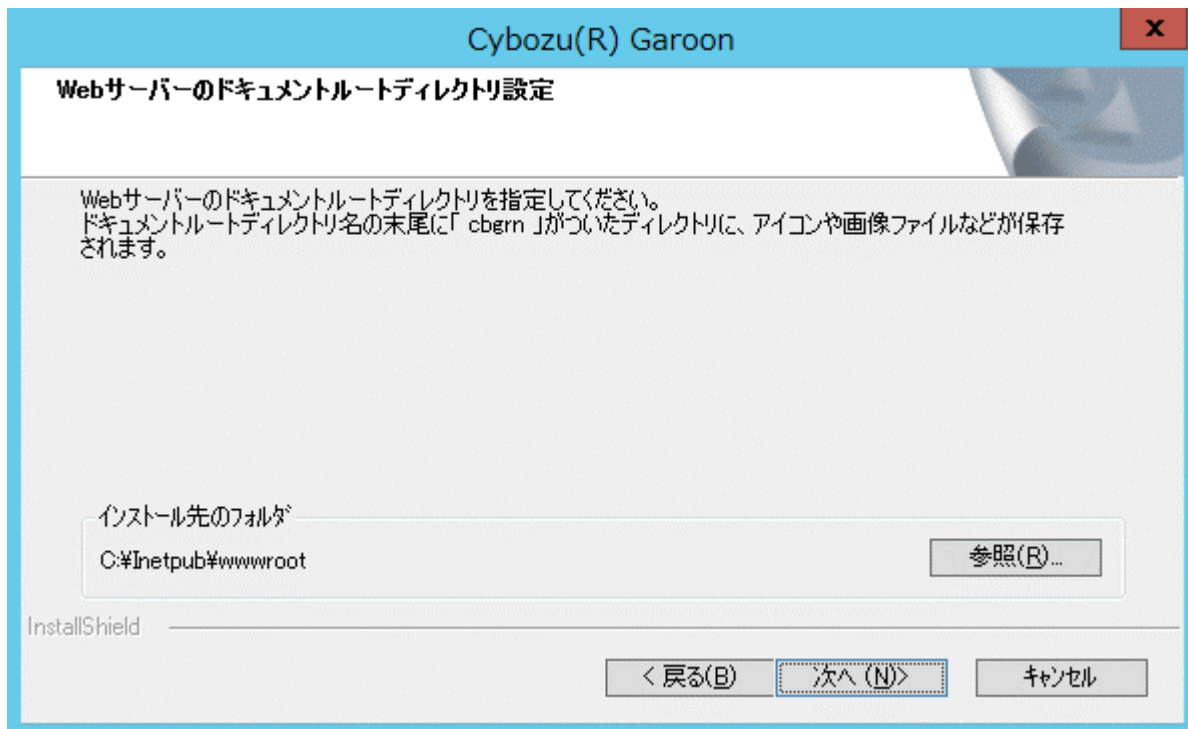 Cybozu(R) Garoon
x
Webサーバーのドキュメントルートディレクトリ設定
Webサーバーのドキュメントルートディレクトリを指定してください。
ドキュメントルートディレクトリ名の末尾に「 cbgrn 」がついたディレクトリに、アイコンや画像ファイルなどが保存
されます。
インストール先のフォルダ
C:¥Inetpub¥wwwroot
参照(R)...
InstallShield
< 戻る(B)
次へ (N)>
キャンセル